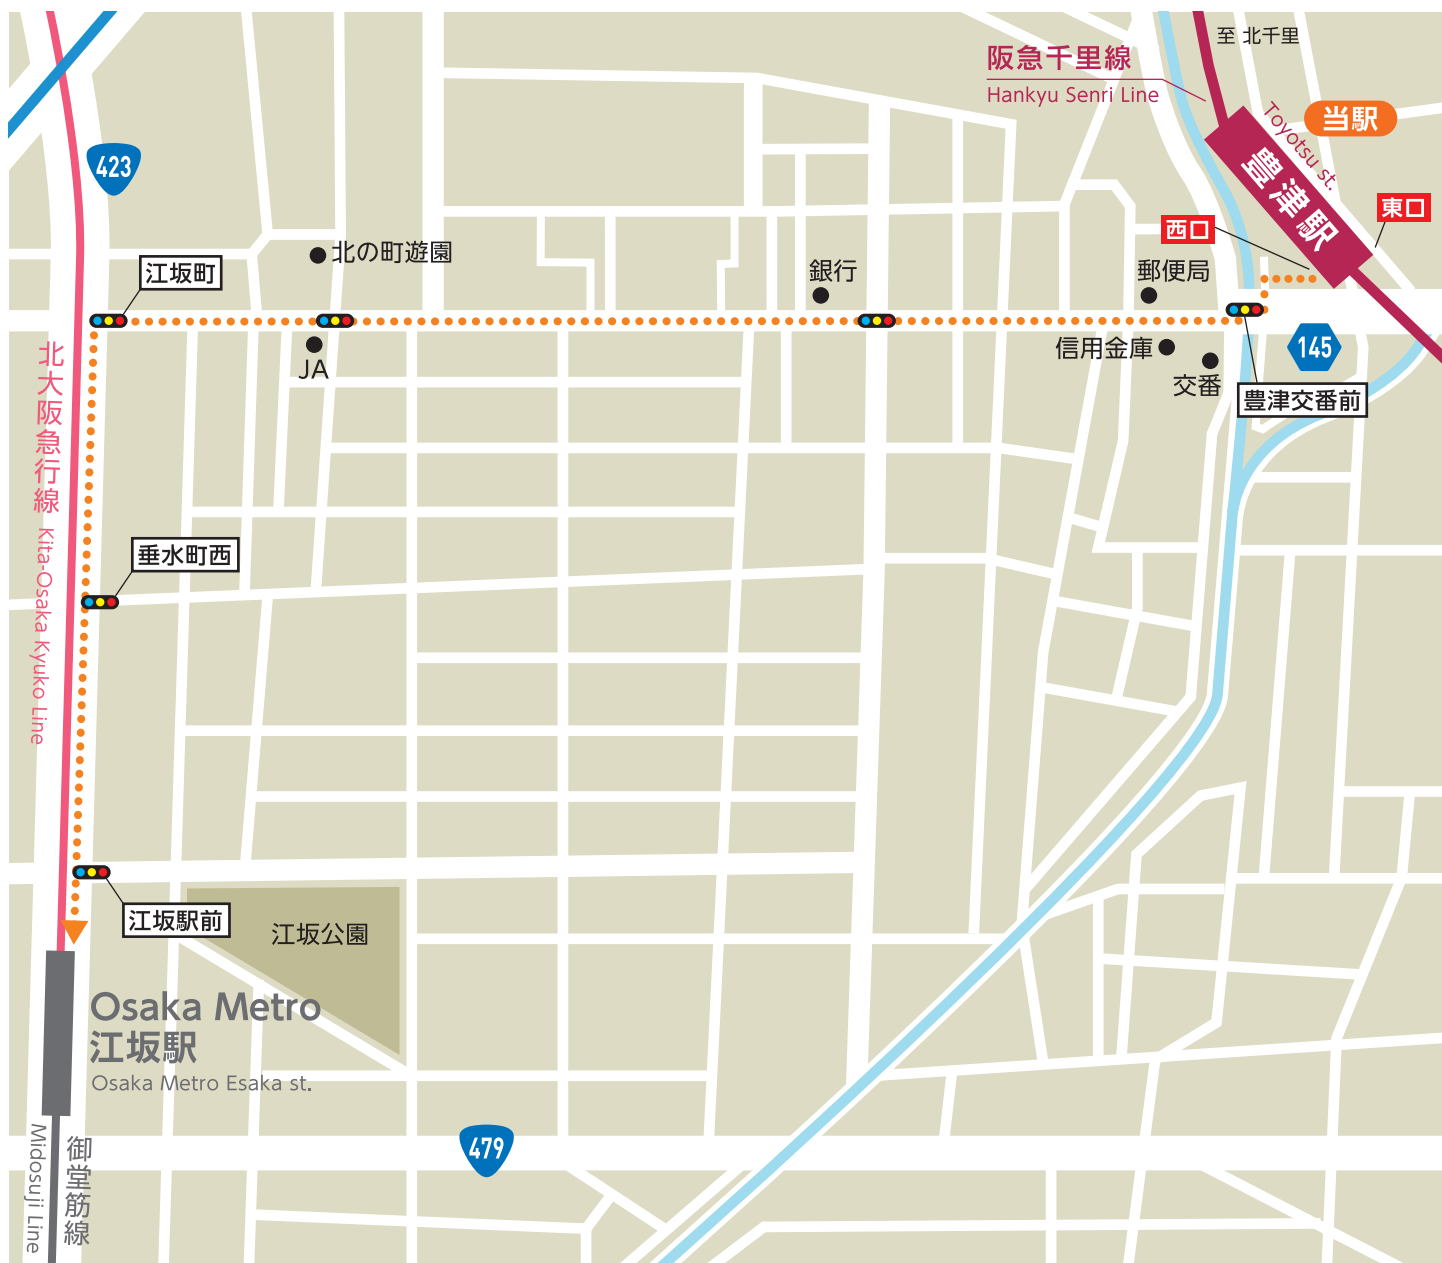 至 北千里
阪急千里線
Hankyu Senri Line
Toyotsu st.
当駅
豊津駅
東口
西口
423
北の町遊園
江坂町
銀行
郵便局
JA
信用金庫
交番
145
豊津交番前
北大阪急行線
Kita-Osaka Kyuko Line
垂水町西
江坂駅前
江坂公園
Osaka Metro
江坂駅
Osaka Metro Esaka st.
479
御堂筋線
Midosuji Line